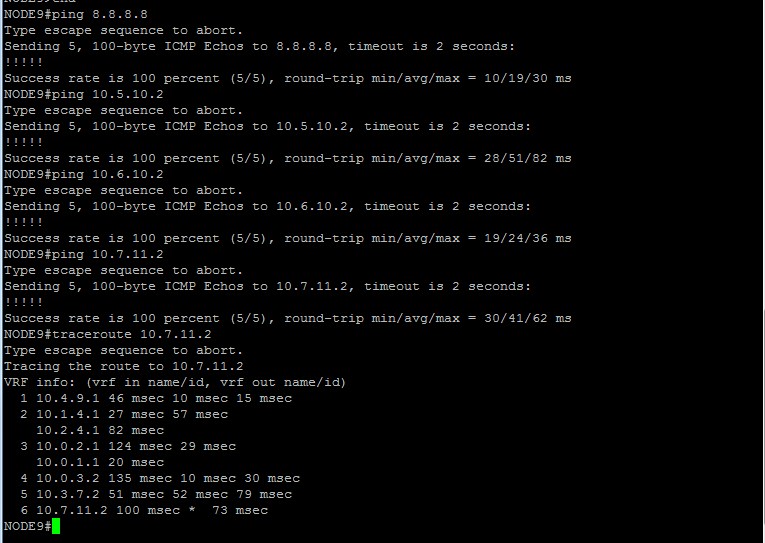 NODE9#end
NODE9#ping 8.8.8.8
Type escape sequence to abort.
Sending 5, 100-byte ICMP Echos to 8.8.8.8, timeout is 2 seconds:
!!!!!
Success rate is 100 percent (5/5), round-trip min/avg/max = 10/19/30 ms
NODE9#ping 10.5.10.2
Type escape sequence to abort.
Sending 5, 100-byte ICMP Echos to 10.5.10.2, timeout is 2 seconds:
!!!!!
Success rate is 100 percent (5/5), round-trip min/avg/max = 28/51/82 ms
NODE9#ping 10.6.10.2
Type escape sequence to abort.
Sending 5, 100-byte ICMP Echos to 10.6.10.2, timeout is 2 seconds:
!!!!!
Success rate is 100 percent (5/5), round-trip min/avg/max = 19/24/36 ms
NODE9#ping 10.7.11.2
Type escape sequence to abort.
Sending 5, 100-byte ICMP Echos to 10.7.11.2, timeout is 2 seconds:
!!!!!
Success rate is 100 percent (5/5), round-trip min/avg/max = 30/41/62 ms
NODE9#traceroute 10.7.11.2
Type escape sequence to abort.
Tracing the route to 10.7.11.2
VRF info: (vrf in name/id, vrf out name/id)
1 10.4.9.1 46 msec 10 msec 15 msec
2 10.1.4.1 27 msec 57 msec
10.2.4.1 82 msec
3 10.0.2.1 124 msec 29 msec
10.0.1.1 20 msec
4 10.0.3.2 135 msec 10 msec 30 msec
5 10.3.7.2 51 msec 52 msec 79 msec
6 10.7.11.2 100 msec * 73 msec
NODE9#